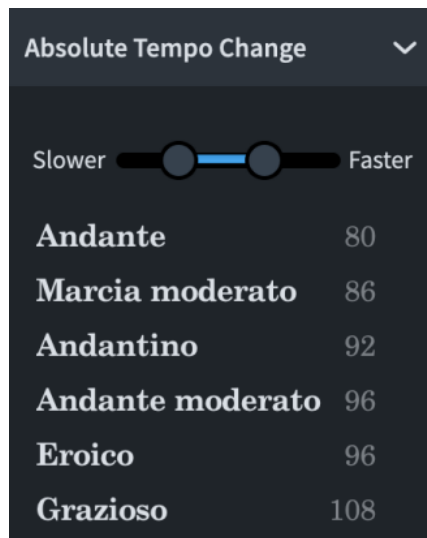 Absolute Tempo Change
Slower Faster
Andante 80
Marcia moderato 86
Andantino 92
Andante moderato 96
Eroico 96
Grazioso 108